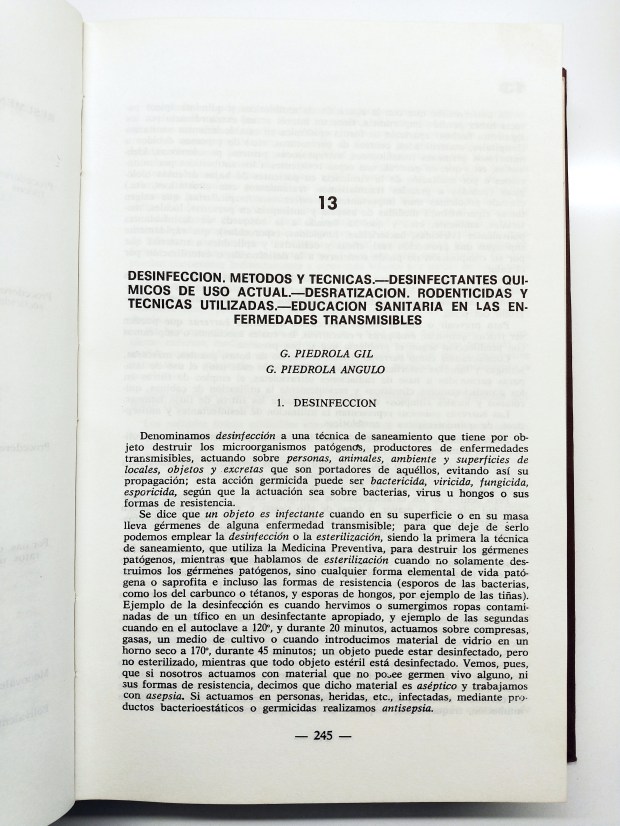 13
DESINFECCION. METODOS Y TECNICAS.—DESINFECTANTES QUI-
MICOS DE USO ACTUAL.—DESRATIZACION. RODENTICIDAS Y
TECNICAS UTILIZADAS.—EDUCACION SANITARIA EN LAS EN-
FERMEDADES TRANSMISIBLES
G. PIEDROLA GIL
G. PIEDROLA ANGULO
1. DESINFECCION
Denominamos desinfección a una técnica de saneamiento que tiene por ob-
jeto destruir los microorganismos patógenos, productores de enfermedades
transmisibles, actuando sobre personas, animales, ambiente y superficies de
locales, objetos y excretas que son portadores de aquéllos, evitando así su
propagación; esta acción germicida puede ser bactericida, viricida, fungicida,
esporicida, según que la actuación sea sobre bacterias, virus u hongos o sus
formas de resistencia.
Se dice que un objeto es infectante cuando en su superficie o en su masa
lleva gérmenes de alguna enfermedad transmisible; para que deje de serlo
podemos emplear la desinfección o la esterilización, siendo la primera la técnica
de saneamiento, que utiliza la Medicina Preventiva, para destruir los gérmenes
patógenos, mientras que hablamos de esterilización cuando no solamente des-
truimos los gérmenes patógenos, sino cualquier forma elemental de vida pató-
gena o saprofita e incluso las formas de resistencia (esporos de las bacterias,
como los del carbunco o tétanos, y esporas de hongos, por ejemplo de las tiñas).
Ejemplo de la desinfección es cuando hervimos o sumergimos ropas contami-
nadas de un tífico en un desinfectante apropiado, y ejemplo de las segundas
cuando en el autoclave a 120º, y durante 20 minutos, actuamos sobre compresas,
gasas, un medio de cultivo o cuando introducimos material de vidrio en un
horno seco a 170º, durante 45 minutos; un objeto puede estar desinfectado, pero
no esterilizado, mientras que todo objeto estéril está desinfectado. Vemos, pues,
que si nosotros actuamos con material que no posee germen vivo alguno, ni
sus formas de resistencia, decimos que dicho material es aséptico y trabajamos
con asepsia. Si actuamos en personas, heridas, etc., infectadas, mediante pro-
ductos bacterioestáticos o germicidas realizamos antisepsia.
— 245 —